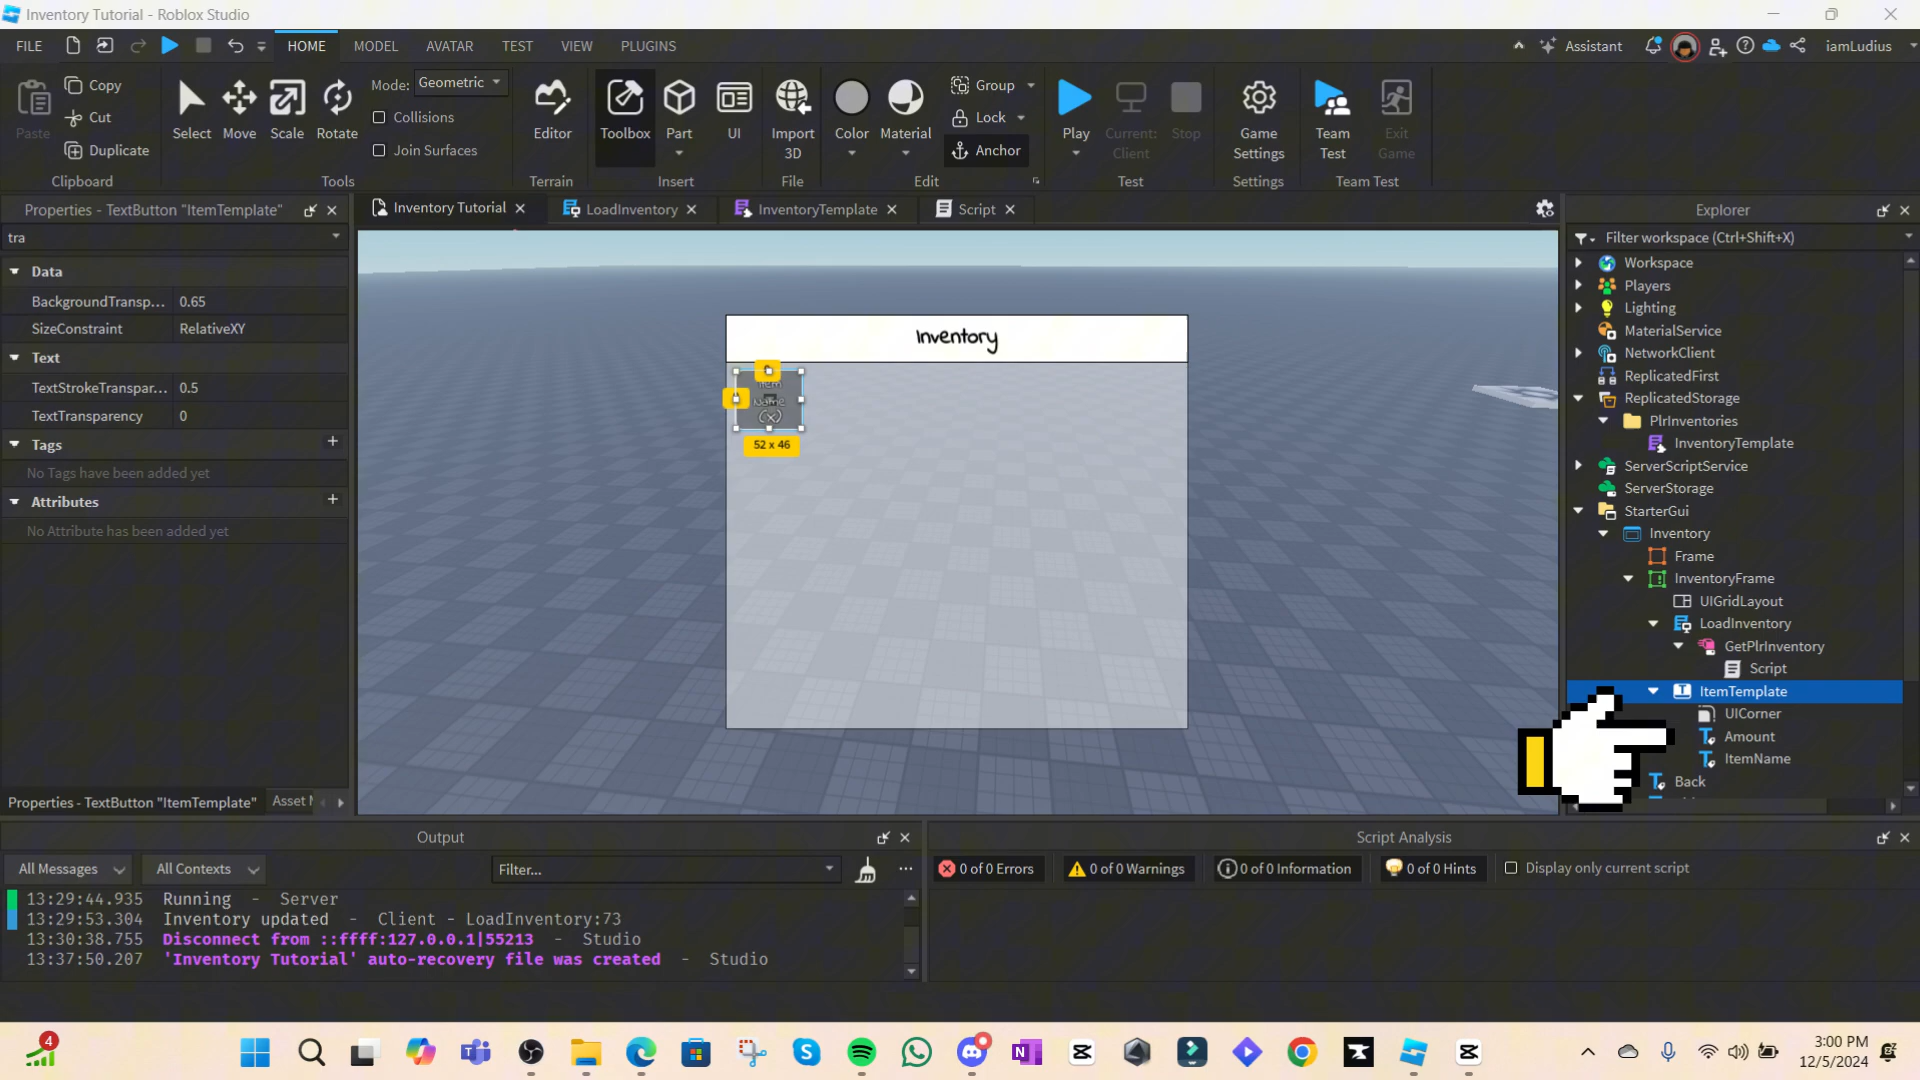 Inventory Tutorial - Roblox Studio
FILE HOME MODEL AVATAR TEST VIEW PLUGINS Assistant iamLudius
Paste Copy Cut Duplicate Select Move Scale Rotate Mode: Geometric Collisions Join Surfaces Editor Toolbox Part UI Import 3D Color Material Group Lock Anchor Play Current: Client Stop Game Settings Team Test Exit Game
Clipboard Tools Terrain Insert File Edit Test Settings Team Test
Properties - TextButton "ItemTemplate"
tra
Data
BackgroundTransp... 0.65
SizeConstraint RelativeXY
Text
TextStrokeTranspar... 0.5
TextTransparency 0
Tags
No Tags have been added yet
Attributes
No Attribute has been added yet
Properties - TextButton "ItemTemplate"
Inventory Tutorial LoadInventory InventoryTemplate Script
Inventory
Item
Name
(x)
52 x 46
Explorer
Filter workspace (Ctrl+Shift+X)
Workspace
Players
Lighting
MaterialService
NetworkClient
ReplicatedFirst
ReplicatedStorage
PlrInventories
InventoryTemplate
ServerScriptService
ServerStorage
StarterGui
Inventory
Frame
InventoryFrame
UIGridLayout
LoadInventory
GetPlrInventory
Script
ItemTemplate
UICorner
Amount
ItemName
Back
Output
All Messages All Contexts Filter...
13:29:44.935 Running - Server
13:29:53.304 Inventory updated - Client - LoadInventory:73
13:30:38.755 Disconnect from ::ffff:127.0.0.1|55213 - Studio
13:37:50.207 'Inventory Tutorial' auto-recovery file was created - Studio
Script Analysis
0 of 0 Errors 0 of 0 Warnings 0 of 0 Information 0 of 0 Hints Display only current script
4
3:00 PM
12/5/2024